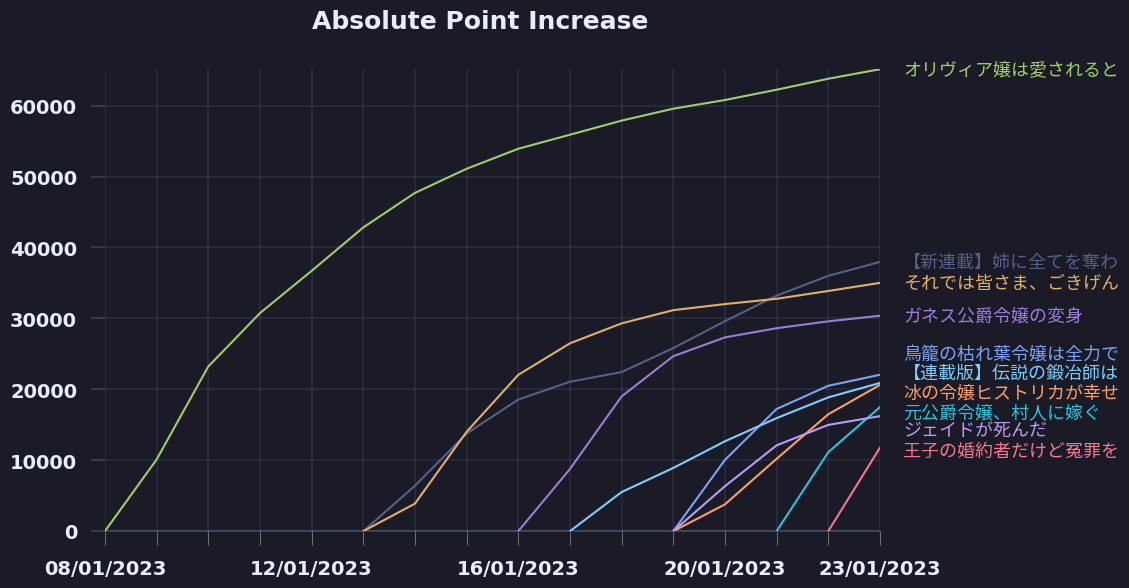 Absolute Point Increase
60000
50000
40000
30000
20000
10000
0
08/01/2023
12/01/2023
16/01/2023
20/01/2023
23/01/2023
オリヴィア嬢は愛されると
【新連載】姉に全てを奪わ
それでは皆さま、ごきげん
ガネス公爵令嬢の変身
鳥籠の枯れ葉令嬢は全力で
【連載版】伝説の鍛冶師は
氷の令嬢ヒストリカが幸せ
元公爵令嬢、村人に嫁ぐ
ジェイドが死んだ
王子の婚約者だけど冤罪を